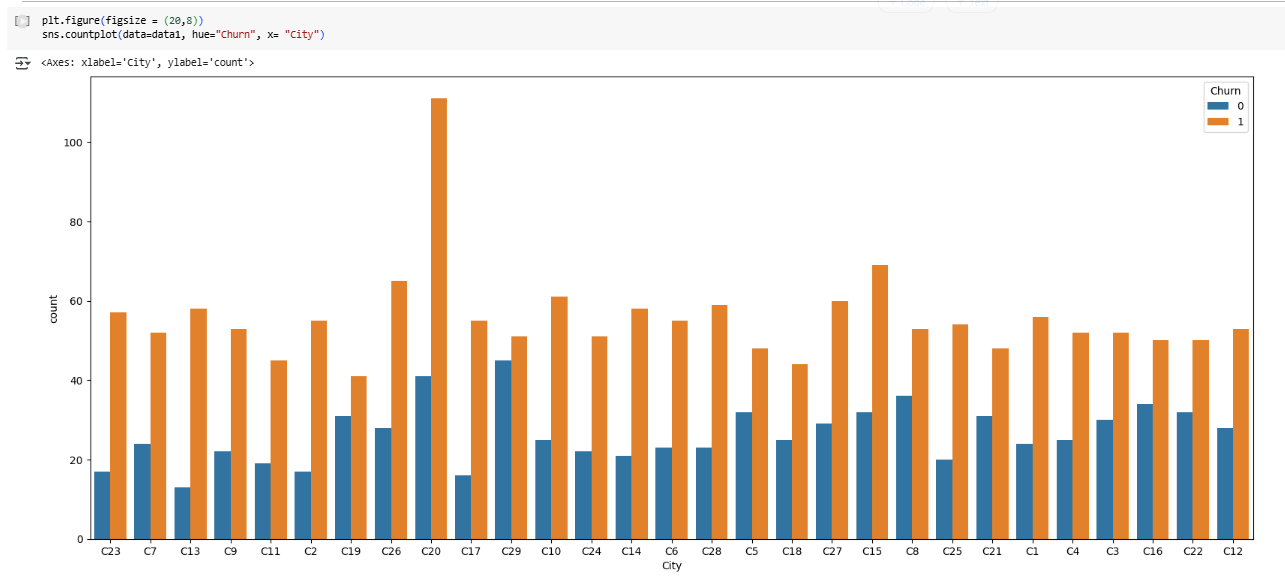 plt.figure(figsize = (20,8))
sns.countplot(data=data1, hue="Churn", x= "City")
<Axes: xlabel='City', ylabel='count'>
Churn
0
1
100
80
60
40
20
0
count
C23 C7 C13 C9 C11 C2 C19 C26 C20 C17 C29 C10 C24 C14 C6 C28 C5 C18 C27 C15 C8 C25 C21 C1 C4 C3 C16 C22 C12
City